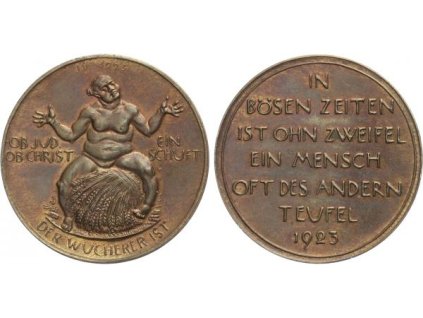 OB JUD
OB CHRIST
EIN
SCHUFT
DER WUCHERER IST
IN
BÖSEN ZEITEN
IST OHN ZWEIFEL
EIN MENSCH
OFT DES ANDERN
TEUFEL
1923